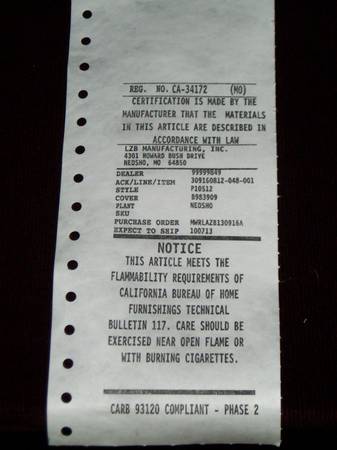 REG. NO. CA-34172 (MO)
CERTIFICATION IS MADE BY THE
MANUFACTURER THAT THE MATERIALS
IN THIS ARTICLE ARE DESCRIBED IN
ACCORDANCE WITH LAW
LZB MANUFACTURING, INC.
4301 HOWARD BUSH DRIVE
NEOSHO, MO 64850
DEALER 99999849
ACK/LINE/ITEM 309160812-048-001
STYLE P10512
COVER B983909
PLANT NEOSHO
SKU
PURCHASE ORDER MWRLAZB130916A
EXPECT TO SHIP 100713
NOTICE
THIS ARTICLE MEETS THE
FLAMMABILITY REQUIREMENTS OF
CALIFORNIA BUREAU OF HOME
FURNISHINGS TECHNICAL
BULLETIN 117. CARE SHOULD BE
EXERCISED NEAR OPEN FLAME OR
WITH BURNING CIGARETTES.
CARB 93120 COMPLIANT - PHASE 2